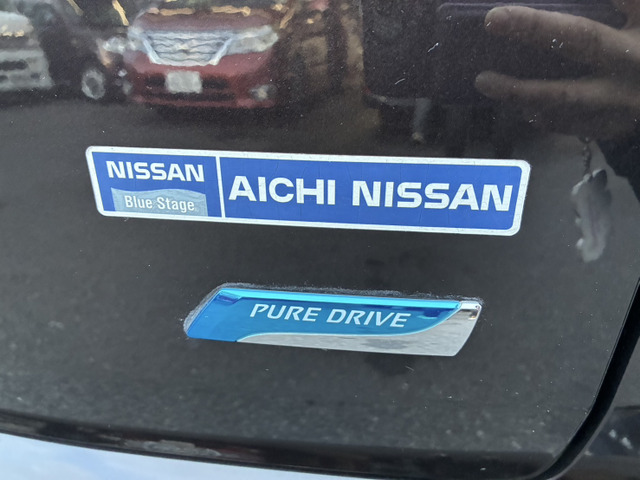 NISSAN
Blue Stage
AICHI NISSAN
PURE DRIVE